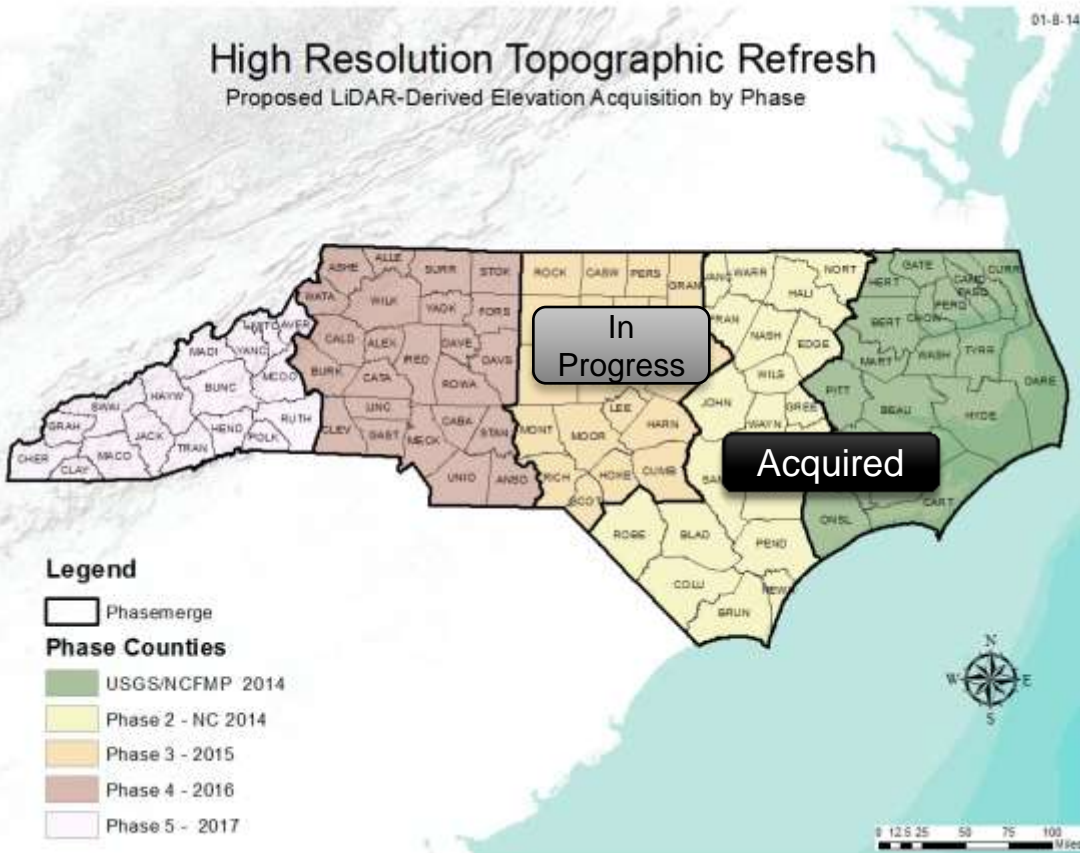 01-8-14
High Resolution Topographic Refresh
Proposed LiDAR-Derived Elevation Acquisition by Phase
ASHE ALLE SURR STOK ROCK CASW PERS GRAN WARR NORT HERT GATE CURR
WATA WILK YADK FORS HALI BERT CHOW PERQ
AVER
CALD ALEX IRED DAVE DAVS
In
Progress
NASH EDGE MART WASH TYRR DARE
MADI YANC BURK CATA ROWA WILS PITT
HAYW BUNC MCDO JOHN GREE BEAU HYDE
SWAI RUTH LINC CABA LEE
GRAH JACK HEND POLK CLEV GAST MECK STAN MONT MOOR HARN WAYN
CHER CLAY MACO TRAN
Acquired
UNIO ANSO RICH HOKE CUMB
SCOT ONSL CART
ROBE BLAD PEND
COLU
BRUN
Legend
Phasemerge
Phase Counties
USGS/NCFMP 2014
Phase 2 - NC 2014
Phase 3 - 2015
Phase 4 - 2016
Phase 5 - 2017
N
W E
S
0 12.5 25 50 75 100
Miles